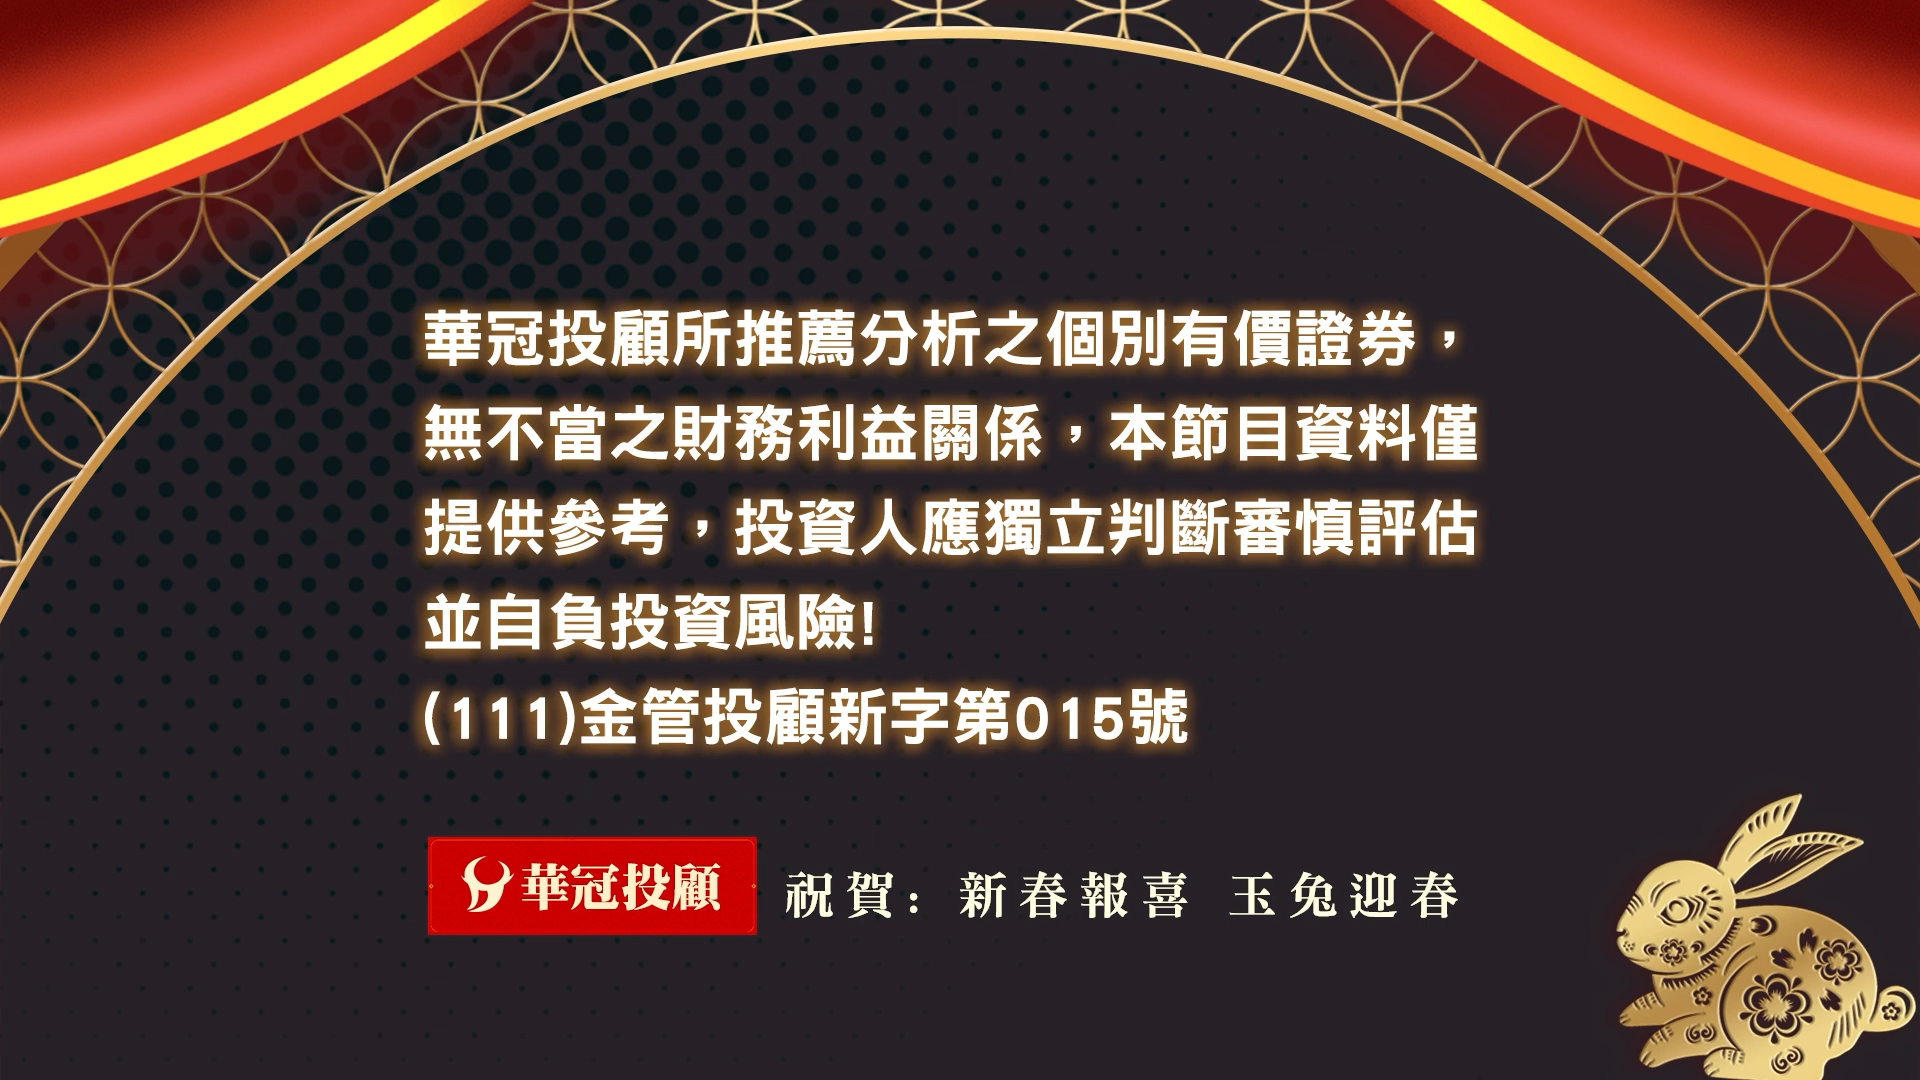 華冠投顧所推薦分析之個別有價證券，
無不當之財務利益關係，本節目資料僅
提供參考，投資人應獨立判斷審慎評估
並自負投資風險!
(111)金管投顧新字第015號
華冠投顧 祝賀: 新春報喜 玉兔迎春